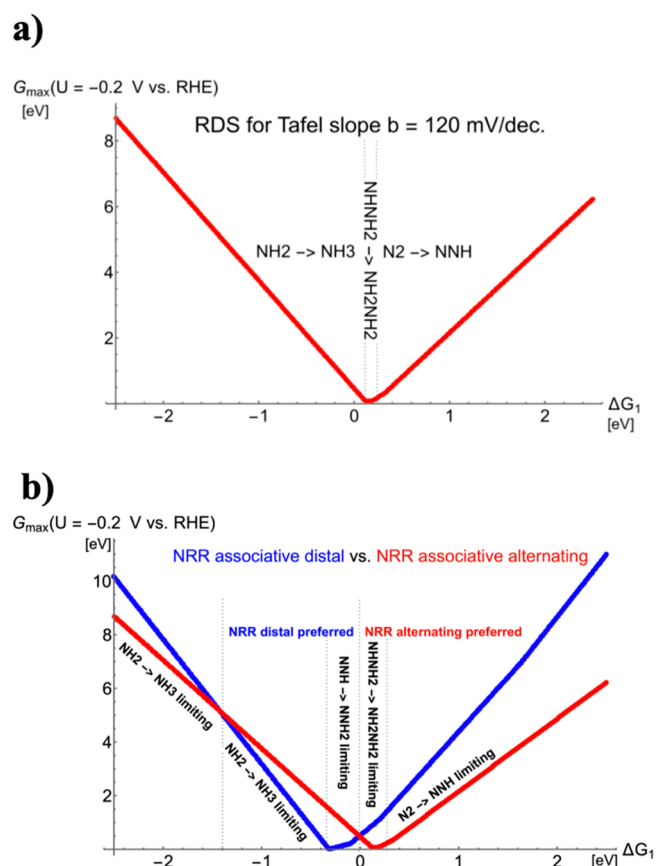 a)
G_max(U = −0.2 V vs. RHE)
[eV]
RDS for Tafel slope b = 120 mV/dec.
8
6
4
2
NH2 -> NH3
NHNH2 -> NH2NH2
N2 -> NNH
−2
−1
0
1
2
ΔG_1
[eV]
b)
G_max(U = −0.2 V vs. RHE)
[eV]
NRR associative distal vs. NRR associative alternating
10
8
6
4
2
NRR distal preferred
NRR alternating preferred
NH2 -> NH3 limiting
NH2 -> NH3 limiting
NNH -> NNH2 limiting
NHNH2 -> NH2NH2 limiting
N2 -> NNH limiting
−2
−1
0
1
2
ΔG_1
[eV]